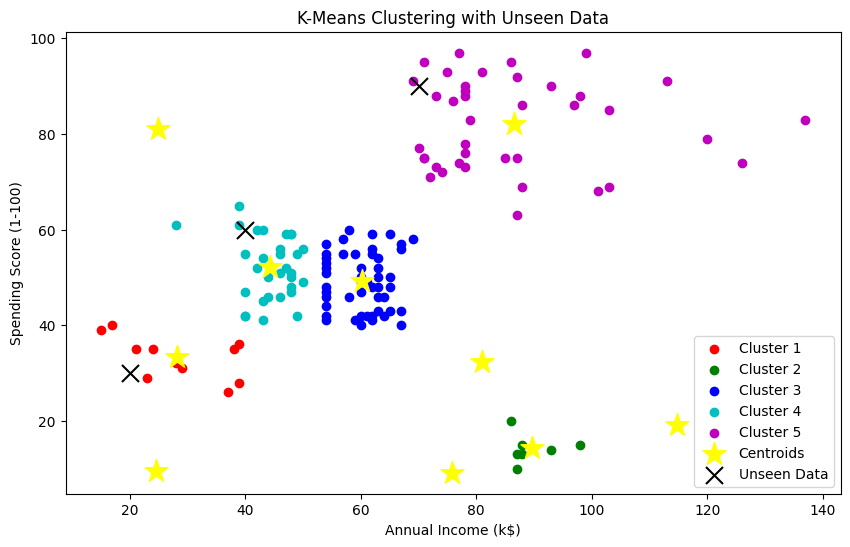 K-Means Clustering with Unseen Data
100
80
60
40
20
Spending Score (1-100)
20 40 60 80 100 120 140
Annual Income (k$)
Cluster 1
Cluster 2
Cluster 3
Cluster 4
Cluster 5
Centroids
Unseen Data